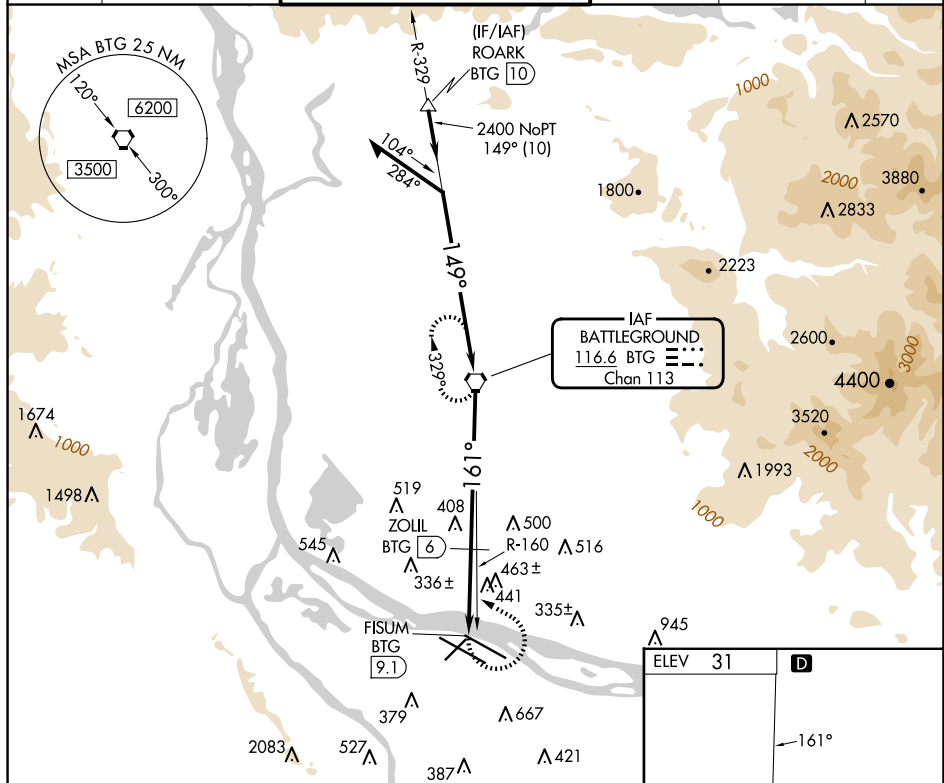 MSA BTG 25 NM
120°
6200
3500
300°
R-329
(IF/IAF)
ROARK
BTG 10
2400 NoPT
149° (10)
104°
284°
149°
329°
IAF
BATTLEGROUND
116.6 BTG
Chan 113
161°
1000
2570
2000
3880
1800
2833
2223
2600
3000
4400
3520
2000
1993
1000
1674
1000
1498
519
408
500
ZOLIL
BTG 6
R-160
516
545
336±
463±
441
335±
FISUM
BTG
9.1
945
379
667
2083
527
387
421
ELEV 31
D
161°